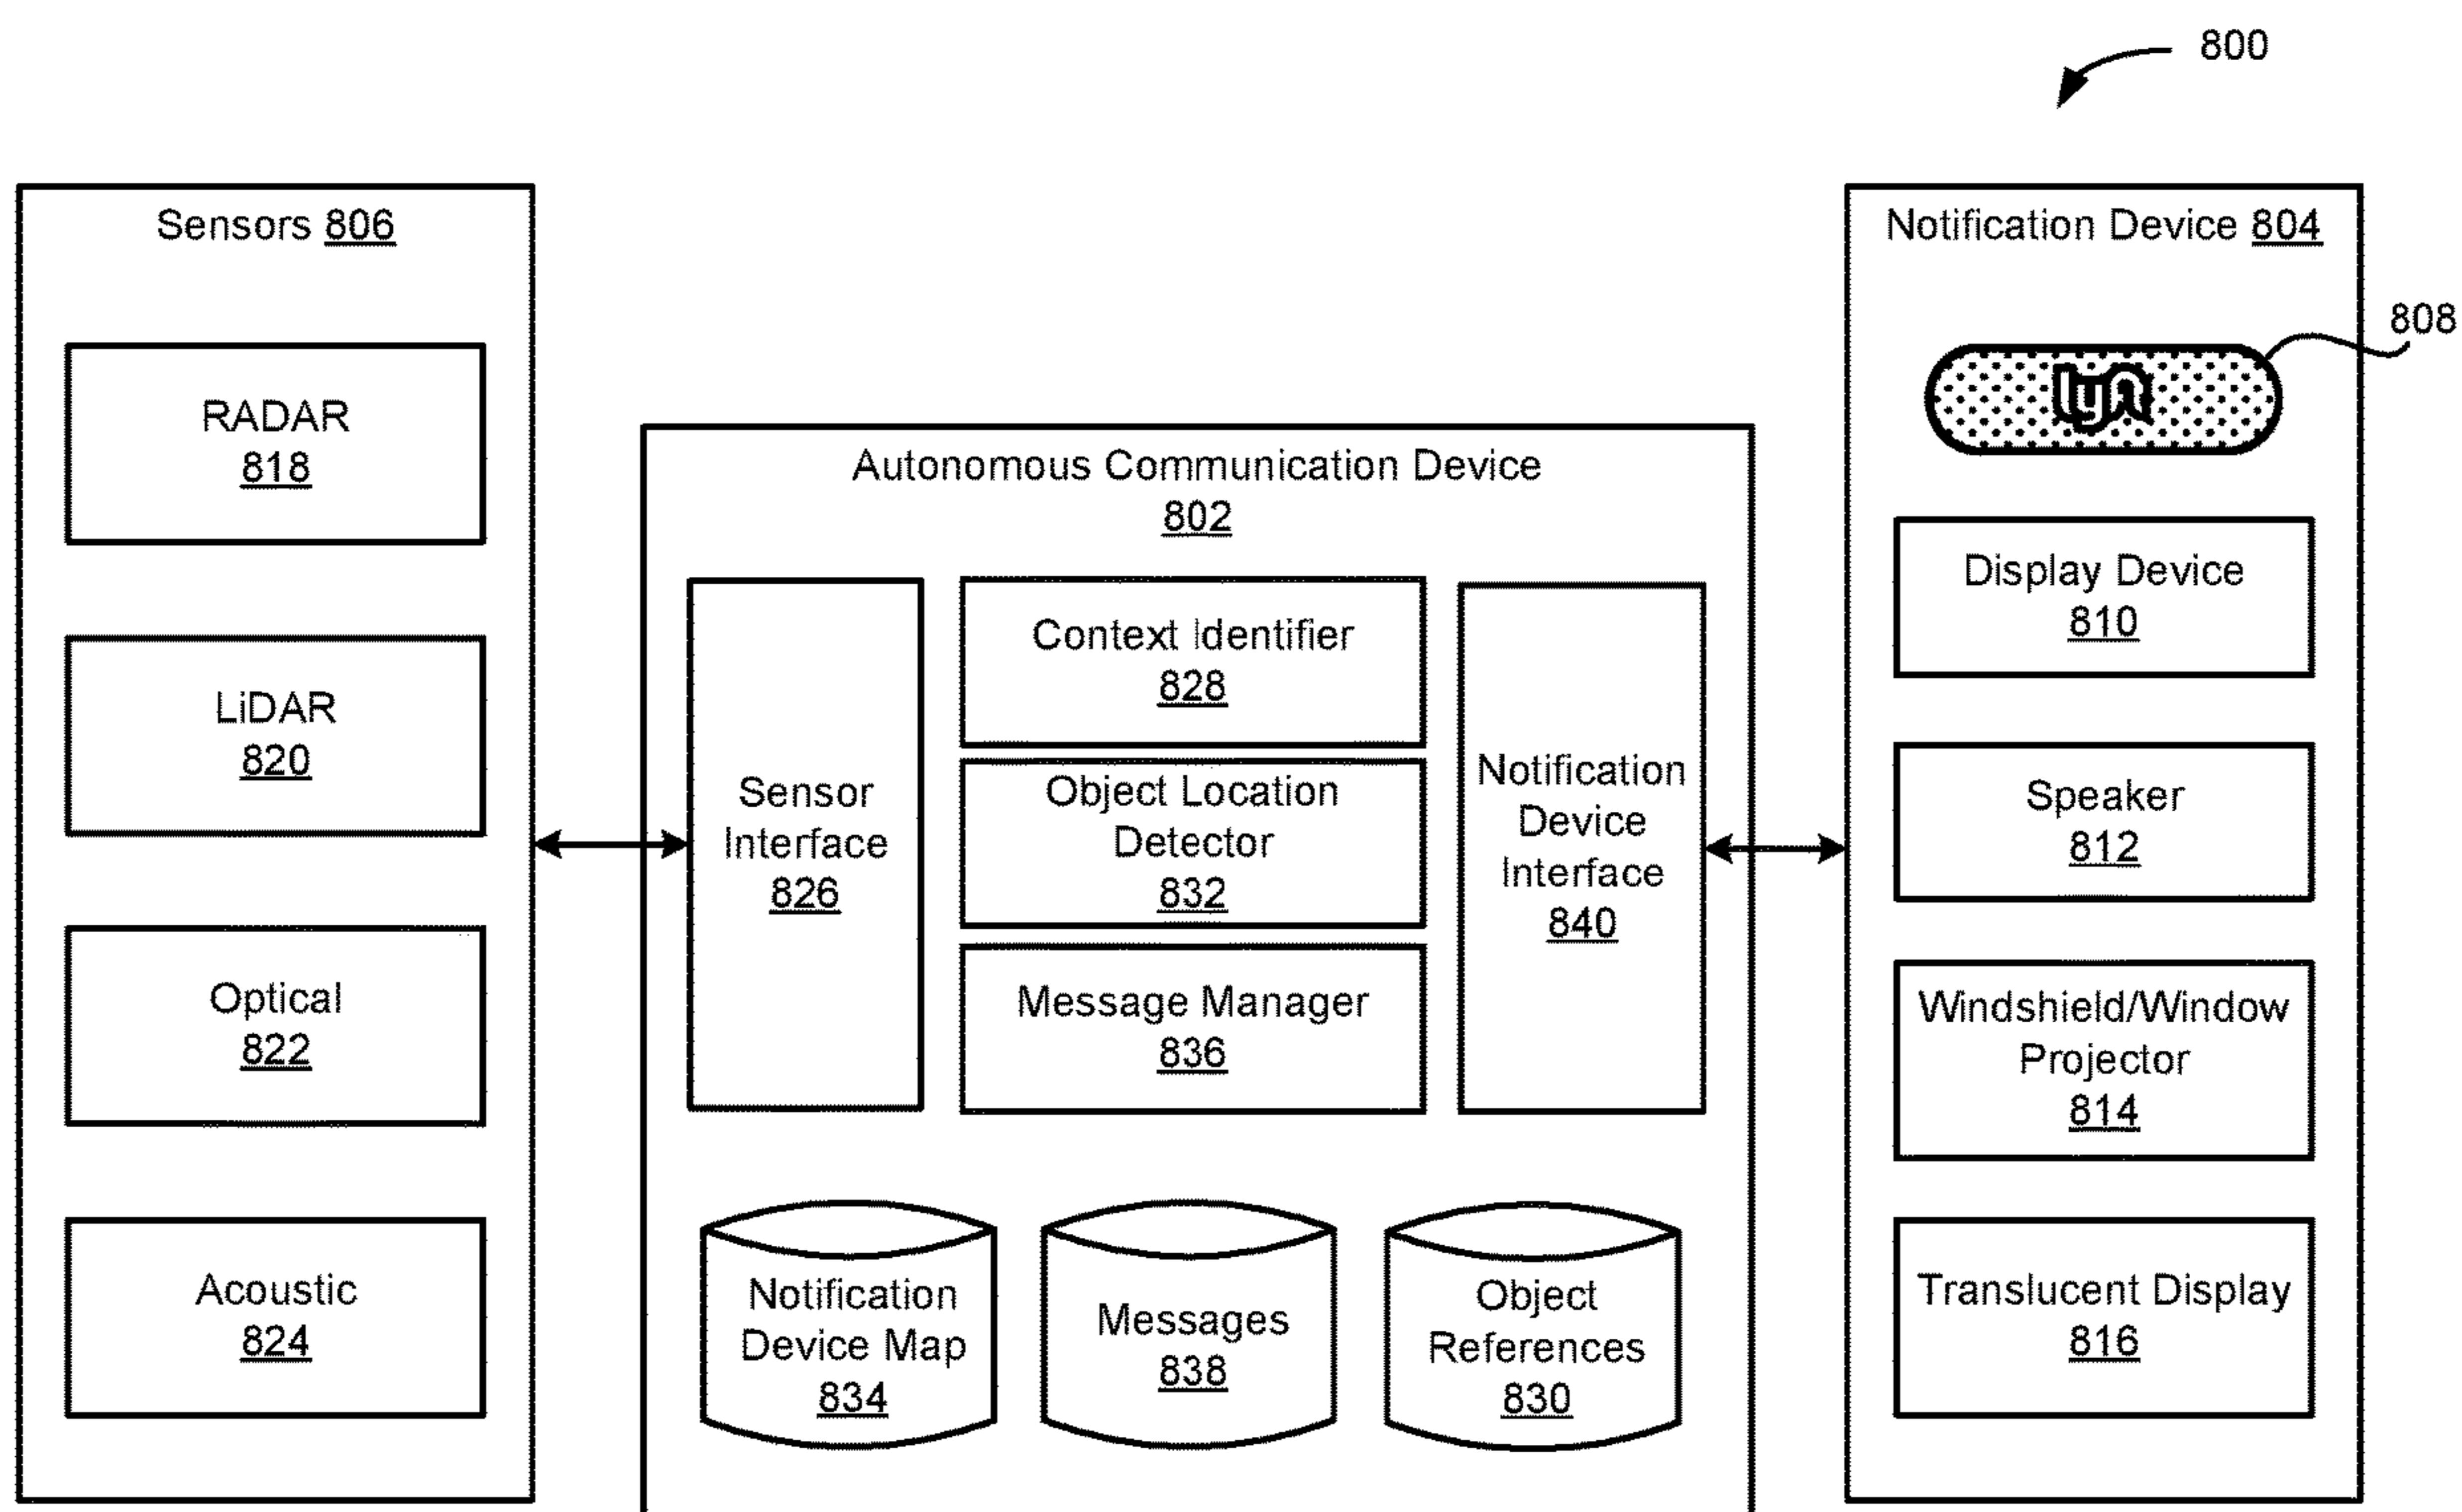 800
Sensors 806
RADAR
818
LiDAR
820
Optical
822
Acoustic
824
Autonomous Communication Device
802
Sensor
Interface
826
Context Identifier
828
Object Location
Detector
832
Message Manager
836
Notification
Device
Interface
840
Notification
Device Map
834
Messages
838
Object
References
830
Notification Device 804
808
lyft
Display Device
810
Speaker
812
Windshield/Window
Projector
814
Translucent Display
816